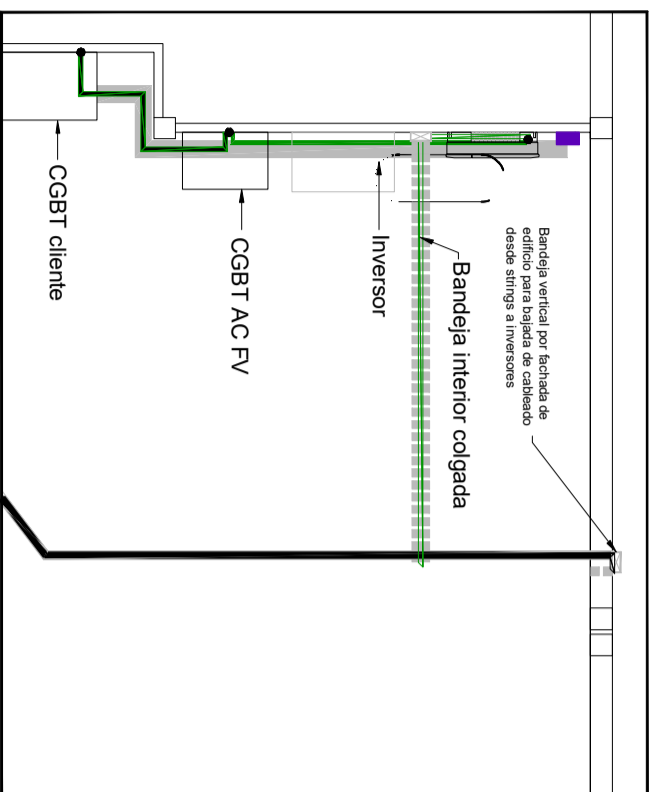 Bandeja vertical por fachada de
edificio para bajada de cableado
desde strings a inversores
Bandeja interior colgada
Inversor
CGBT AC FV
CGBT cliente